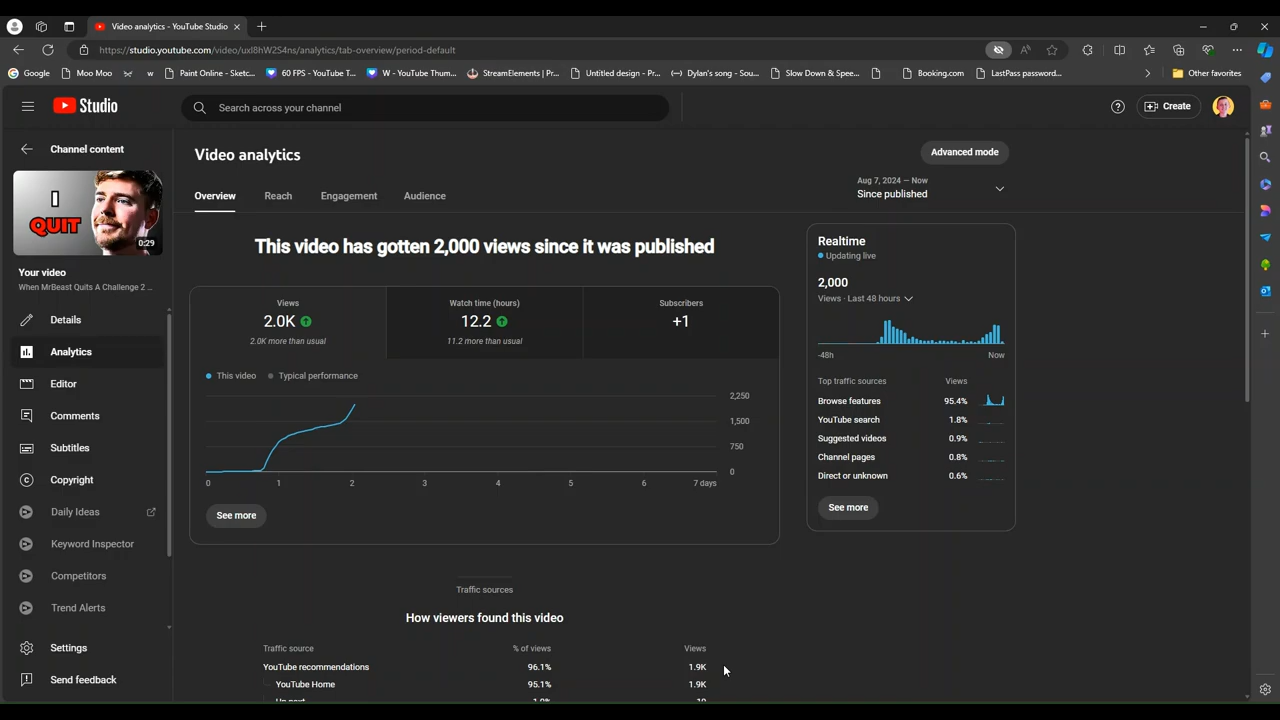 Video analytics - YouTube Studio
https://studio.youtube.com/video/uxl8hW2S4ns/analytics/tab-overview/period-default
Google
Moo Moo
w
Paint Online - Sketc...
60 FPS - YouTube T...
W - YouTube Thum...
StreamElements | Pr...
Untitled design - Pr...
Dylan's song - Sou...
Slow Down & Spee...
Booking.com
LastPass password...
Other favorites
Studio
Search across your channel
Create
Channel content
I
QUIT
0:29
Your video
When MrBeast Quits A Challenge 2 ...
Details
Analytics
Editor
Comments
Subtitles
Copyright
Daily Ideas
Keyword Inspector
Competitors
Trend Alerts
Settings
Send feedback
Video analytics
Advanced mode
Aug 7, 2024 – Now
Since published
Overview
Reach
Engagement
Audience
This video has gotten 2,000 views since it was published
Views
2.0K
2.0K more than usual
Watch time (hours)
12.2
11.2 more than usual
Subscribers
+1
This video
Typical performance
2,250
1,500
750
0
0 1 2 3 4 5 6 7 days
See more
Realtime
Updating live
2,000
Views · Last 48 hours
-48h
Now
Top traffic sources Views
Browse features 95.4%
YouTube search 1.8%
Suggested videos 0.9%
Channel pages 0.8%
Direct or unknown 0.6%
See more
Traffic sources
How viewers found this video
Traffic source % of views Views
YouTube recommendations 96.1% 1.9K
YouTube Home 95.1% 1.9K